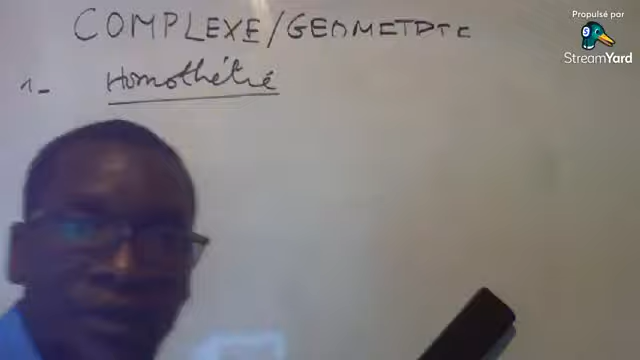 Propulsé par
StreamYard
COMPLEXE/GEOMETRIE
1- Homothétie